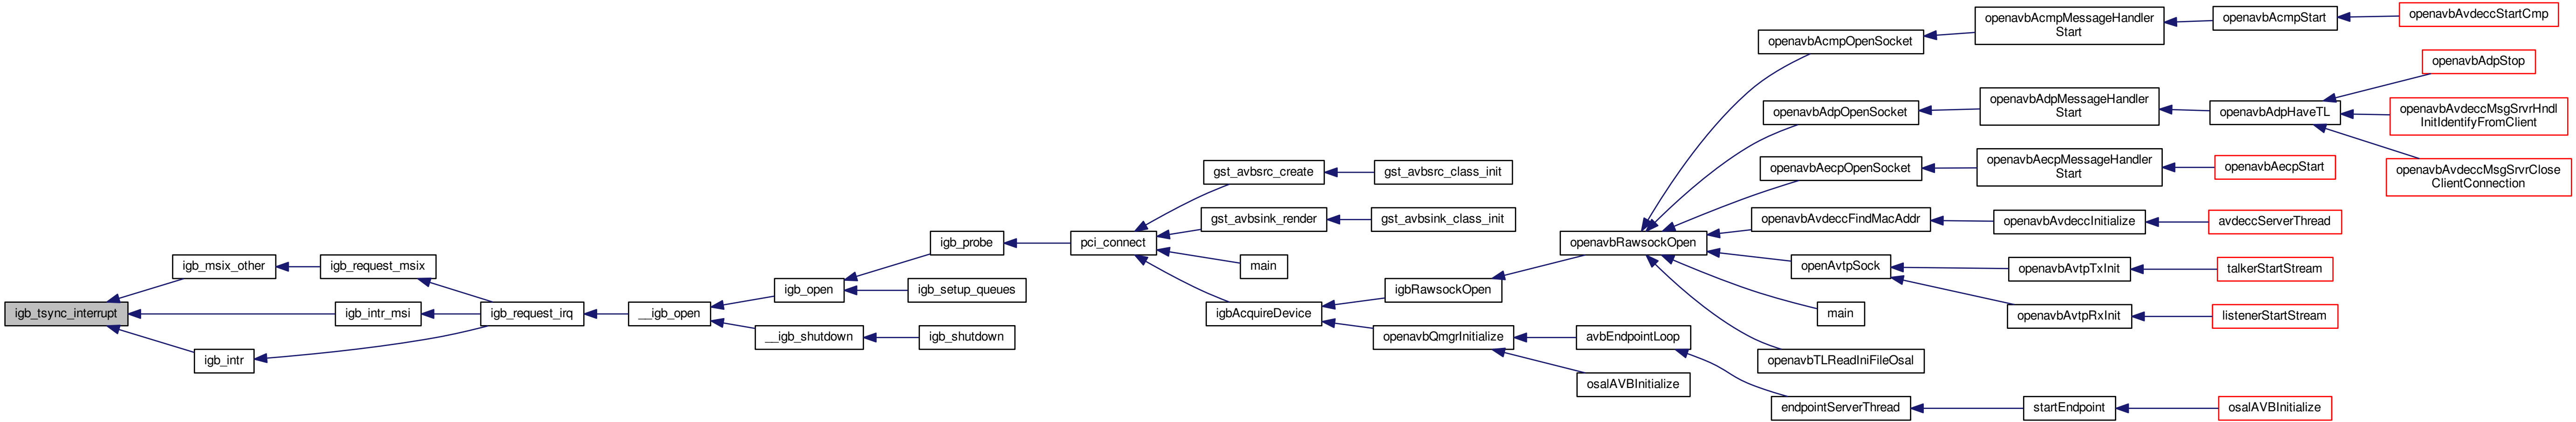 igb_tsync_interrupt
igb_msix_other
igb_intr_msi
igb_intr
igb_request_msix
igb_request_irq
__igb_open
igb_open
__igb_shutdown
igb_probe
igb_setup_queues
igb_shutdown
pci_connect
gst_avbsrc_create
gst_avbsink_render
main
igbAcquireDevice
gst_avbsrc_class_init
gst_avbsink_class_init
igbRawsockOpen
openavbQmgrInitialize
openavbRawsockOpen
avbEndpointLoop
osalAVBInitialize
openavbAcmpOpenSocket
openavbAdpOpenSocket
openavbAecpOpenSocket
openavbAvdeccFindMacAddr
openAvtpSock
main
openavbTLReadIniFileOsal
endpointServerThread
openavbAcmpMessageHandler
Start
openavbAdpMessageHandler
Start
openavbAecpMessageHandler
Start
openavbAvdeccInitialize
openavbAvtpTxInit
openavbAvtpRxInit
startEndpoint
openavbAcmpStart
openavbAdpHaveTL
openavbAecpStart
avdeccServerThread
talkerStartStream
listenerStartStream
osalAVBInitialize
openavbAvdeccStartCmp
openavbAdpStop
openavbAvdeccMsgSrvrHndl
InitIdentifyFromClient
openavbAvdeccMsgSrvrClose
ClientConnection